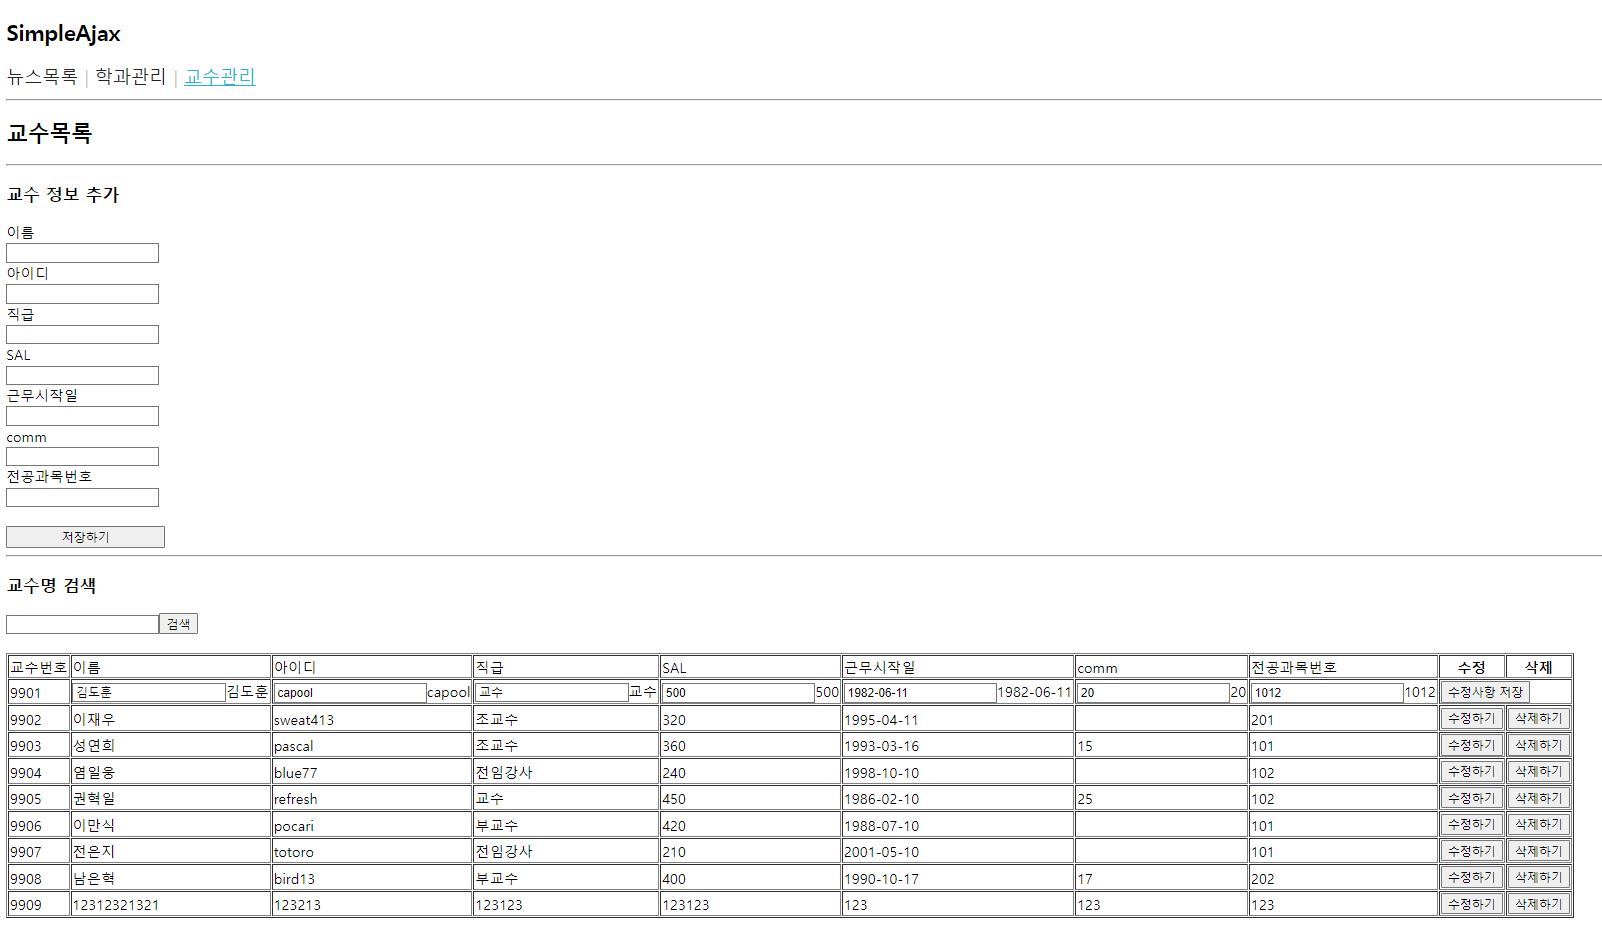 SimpleAjax
뉴스목록 | 학과관리 | 교수관리
교수목록
교수 정보 추가
이름
아이디
직급
SAL
근무시작일
comm
전공과목번호
저장하기
교수명 검색
검색
교수번호 이름 아이디 직급 SAL 근무시작일 comm 전공과목번호 수정 삭제
9901 김도훈 김도훈 capool capool 교수 교수 500 500 1982-06-11 1982-06-11 20 20 1012 1012 수정사항 저장
9902 이재우 sweat413 조교수 320 1995-04-11 201 수정하기 삭제하기
9903 성연희 pascal 조교수 360 1993-03-16 15 101 수정하기 삭제하기
9904 염일웅 blue77 전임강사 240 1998-10-10 102 수정하기 삭제하기
9905 권혁일 refresh 교수 450 1986-02-10 25 102 수정하기 삭제하기
9906 이만식 pocari 부교수 420 1988-07-10 101 수정하기 삭제하기
9907 전은지 totoro 전임강사 210 2001-05-10 101 수정하기 삭제하기
9908 남은혁 bird13 부교수 400 1990-10-17 17 202 수정하기 삭제하기
9909 12312321321 123213 123123 123123 123 123 123 수정하기 삭제하기